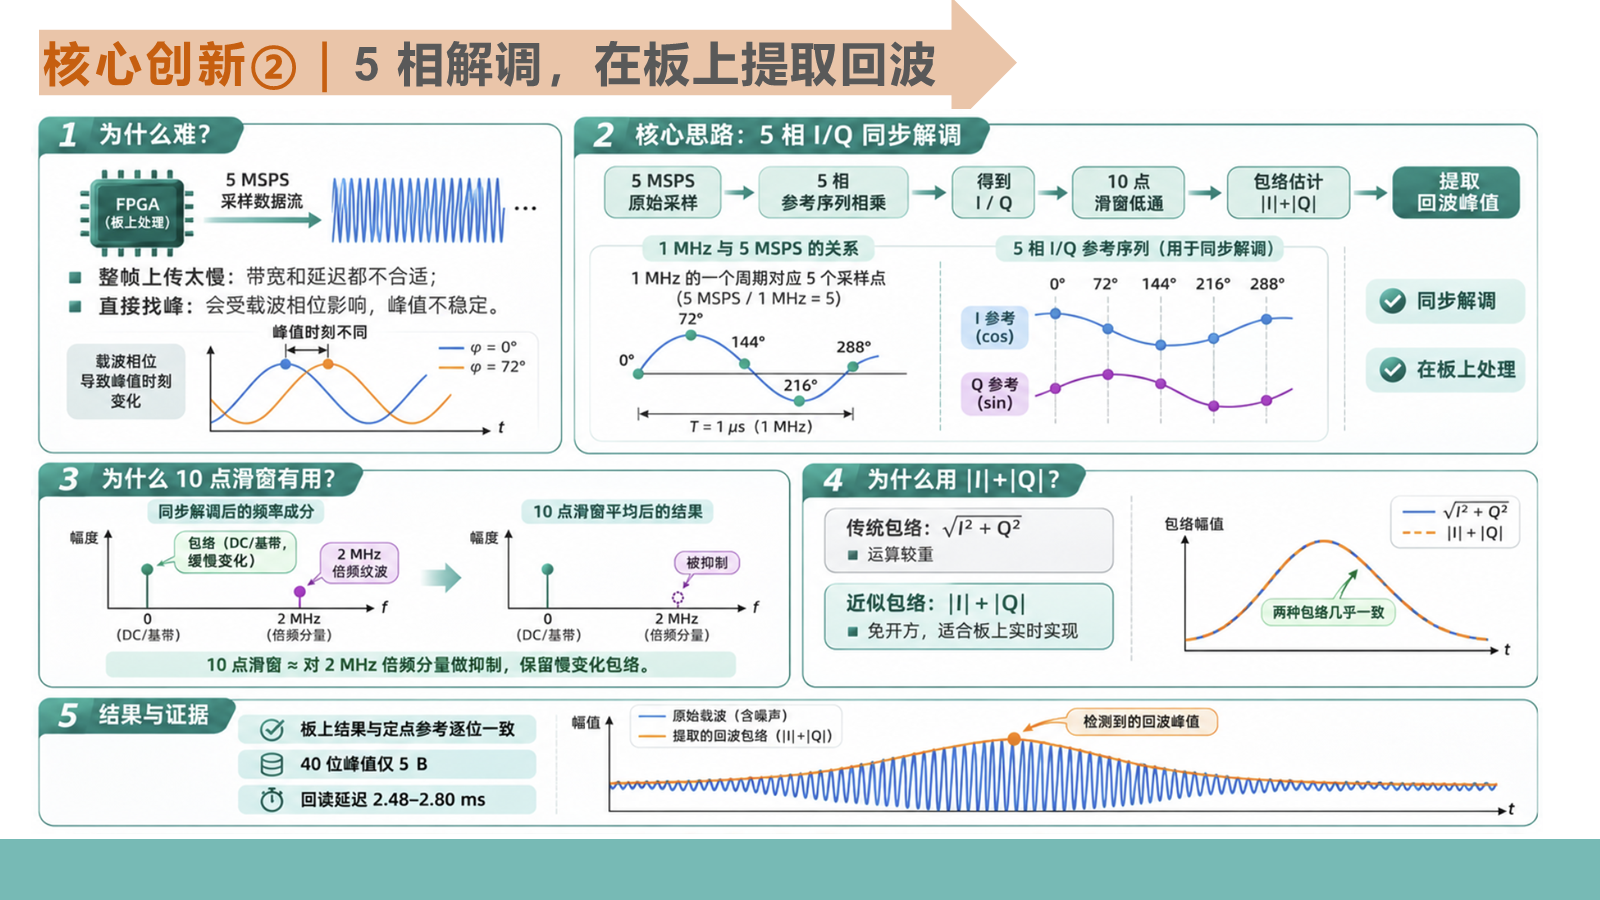 核心创新② | 5 相解调，在板上提取回波
1 为什么难？
FPGA
（板上处理）
5 MSPS
采样数据流
...
整帧上传太慢：带宽和延迟都不合适；
直接找峰：会受载波相位影响，峰值不稳定。
载波相位
导致峰值时刻
变化
峰值时刻不同
φ = 0°
φ = 72°
t
2 核心思路：5 相 I/Q 同步解调
5 MSPS
原始采样
5 相
参考序列相乘
得到
I / Q
10 点
滑窗低通
包络估计
|I|+|Q|
提取
回波峰值
1 MHz 与 5 MSPS 的关系
1 MHz 的一个周期对应 5 个采样点
(5 MSPS / 1 MHz = 5)
0°
72°
144°
216°
288°
T = 1 μs（1 MHz）
5 相 I/Q 参考序列（用于同步解调）
0° 72° 144° 216° 288°
I 参考
(cos)
Q 参考
(sin)
同步解调
在板上处理
3 为什么 10 点滑窗有用？
同步解调后的频率成分
幅度
包络（DC/基带，
缓慢变化）
2 MHz
倍频纹波
f
0
(DC/基带)
2 MHz
(倍频分量)
10 点滑窗平均后的结果
幅度
被抑制
f
0
(DC/基带)
2 MHz
(倍频分量)
10 点滑窗 ≈ 对 2 MHz 倍频分量做抑制，保留慢变化包络。
4 为什么用 |I|+|Q|？
传统包络：√I² + Q²
运算较重
近似包络：|I| + |Q|
免开方，适合板上实时实现
包络幅值
√I² + Q²
|I| + |Q|
两种包络几乎一致
t
5 结果与证据
板上结果与定点参考逐位一致
40 位峰值仅 5 B
回读延迟 2.48–2.80 ms
幅值
原始载波（含噪声）
提取的回波包络（|I|+|Q|）
检测到的回波峰值
t